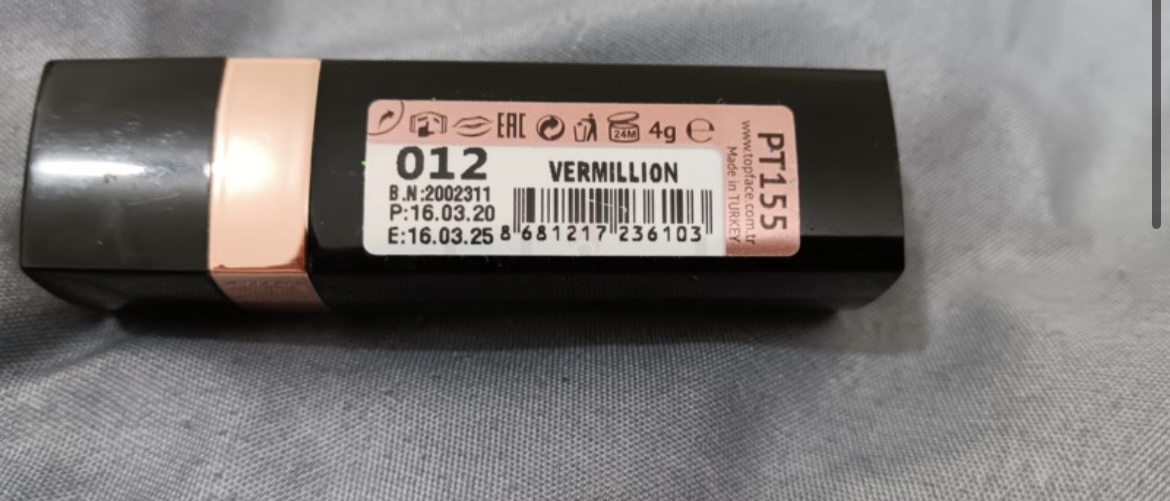 EAC 24M 4g ℮
012 VERMILLION
B.N:2002311
P:16.03.20
E:16.03.25
8 681217 236103
PT155
www.topface.com.tr
Made in TURKEY